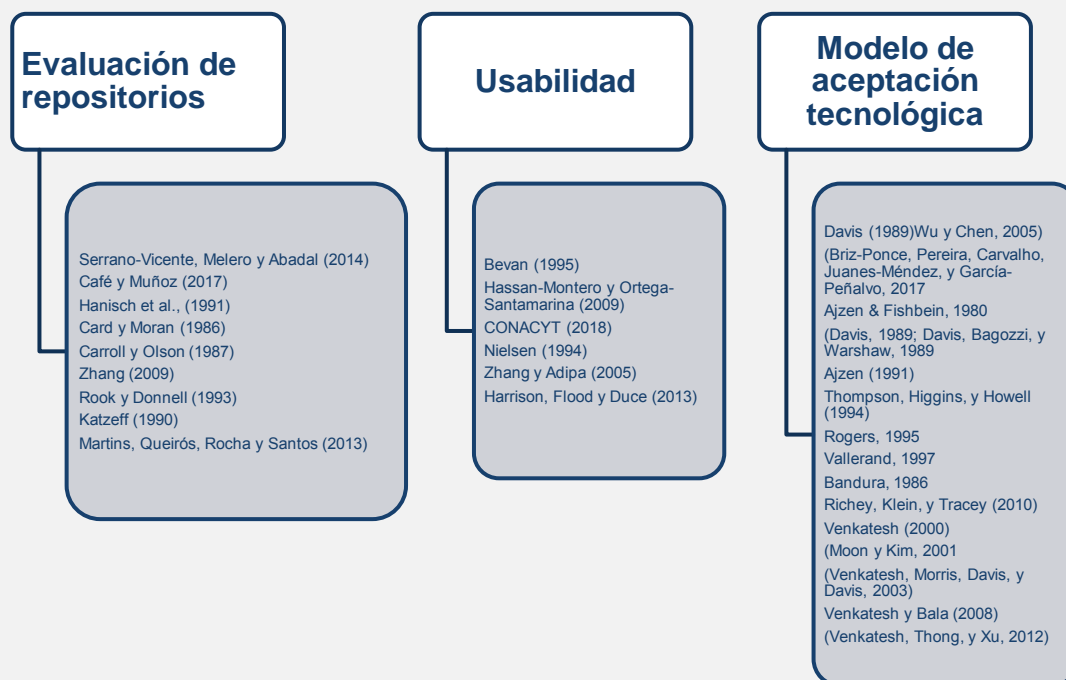 Evaluación de
repositorios
Serrano-Vicente, Melero y Abadal (2014)
Café y Muñoz (2017)
Hanisch et al., (1991)
Card y Moran (1986)
Carroll y Olson (1987)
Zhang (2009)
Rook y Donnell (1993)
Katzeff (1990)
Martins, Queirós, Rocha y Santos (2013)
Usabilidad
Bevan (1995)
Hassan-Montero y Ortega-
Santamarina (2009)
CONACYT (2018)
Nielsen (1994)
Zhang y Adipa (2005)
Harrison, Flood y Duce (2013)
Modelo de
aceptación
tecnológica
Davis (1989)Wu y Chen, 2005)
(Briz-Ponce, Pereira, Carvalho,
Juanes-Méndez, y García-
Peñalvo, 2017
Ajzen & Fishbein, 1980
(Davis, 1989; Davis, Bagozzi, y
Warshaw, 1989
Ajzen (1991)
Thompson, Higgins, y Howell
(1994)
Rogers, 1995
Vallerand, 1997
Bandura, 1986
Richey, Klein, y Tracey (2010)
Venkatesh (2000)
(Moon y Kim, 2001
(Venkatesh, Morris, Davis, y
Davis, 2003)
Venkatesh y Bala (2008)
(Venkatesh, Thong, y Xu, 2012)